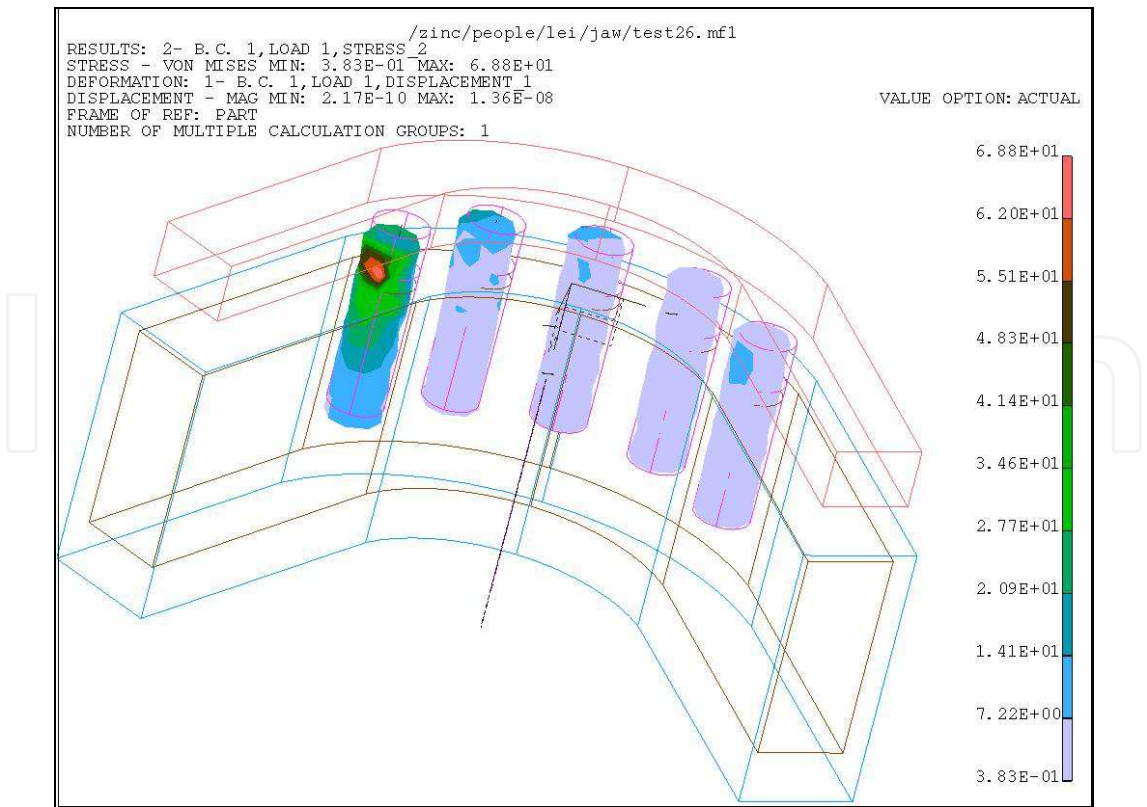 /zinc/people/lei/jaw/test26.mf1
RESULTS: 2- B.C. 1,LOAD 1,STRESS_2
STRESS - VON MISES MIN: 3.83E-01 MAX: 6.88E+01
DEFORMATION: 1- B.C. 1,LOAD 1,DISPLACEMENT_1
DISPLACEMENT - MAG MIN: 2.17E-10 MAX: 1.36E-08
FRAME OF REF: PART
NUMBER OF MULTIPLE CALCULATION GROUPS: 1
VALUE OPTION:ACTUAL
6.88E+01
6.20E+01
5.51E+01
4.83E+01
4.14E+01
3.46E+01
2.77E+01
2.09E+01
1.41E+01
7.22E+00
3.83E-01